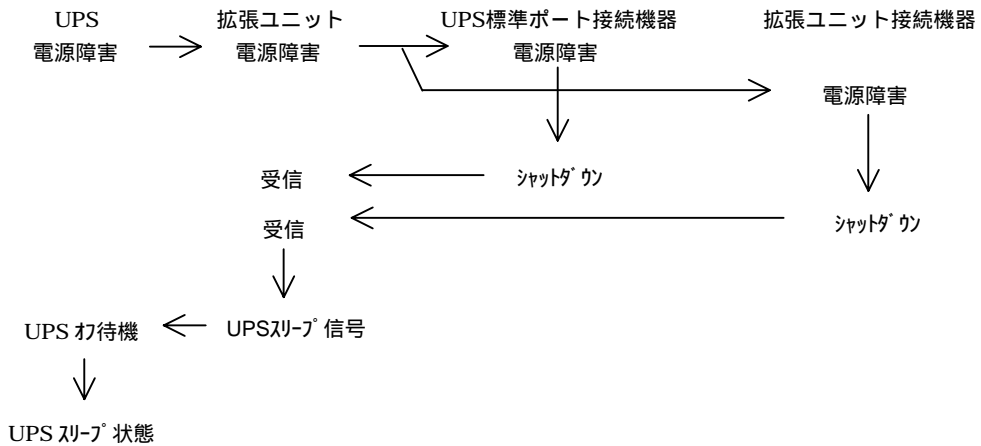 UPS 拡張ユニット UPS標準ポート接続機器 拡張ユニット接続機器
電源障害 電源障害 電源障害
電源障害
受信 ｼｬｯﾄﾀﾞｳﾝ
受信 ｼｬｯﾄﾀﾞｳﾝ
UPS ｵﾌ待機 UPSｽﾘｰﾌﾟ信号
UPS ｽﾘｰﾌﾟ状態